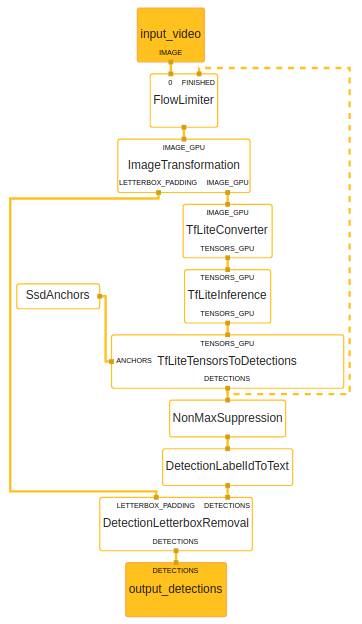 input_video
IMAGE
0 FINISHED
FlowLimiter
IMAGE_GPU
ImageTransformation
LETTERBOX_PADDING IMAGE_GPU
IMAGE_GPU
TfLiteConverter
TENSORS_GPU
TENSORS_GPU
TfLiteInference
TENSORS_GPU
SsdAnchors
TENSORS_GPU
ANCHORS TfLiteTensorsToDetections
DETECTIONS
NonMaxSuppression
DetectionLabelIdToText
LETTERBOX_PADDING DETECTIONS
DetectionLetterboxRemoval
DETECTIONS
DETECTIONS
output_detections